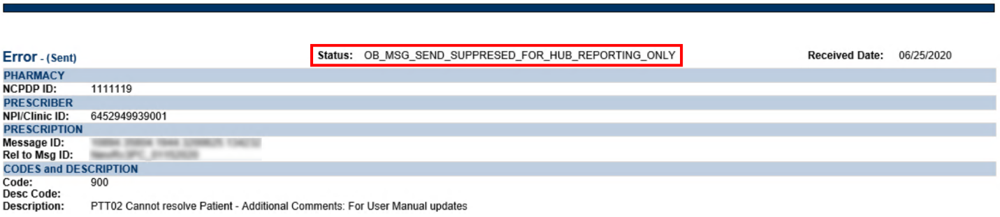 Error - (Sent) Status: OB_MSG_SEND_SUPPRESED_FOR_HUB_REPORTING_ONLY Received Date: 06/25/2020
PHARMACY
NCPDP ID: 1111119
PRESCRIBER
NPI/Clinic ID: 6452949939001
PRESCRIPTION
Message ID:
Rel to Msg ID:
CODES and DESCRIPTION
Code: 900
Desc Code:
Description: PTT02 Cannot resolve Patient - Additional Comments: For User Manual updates